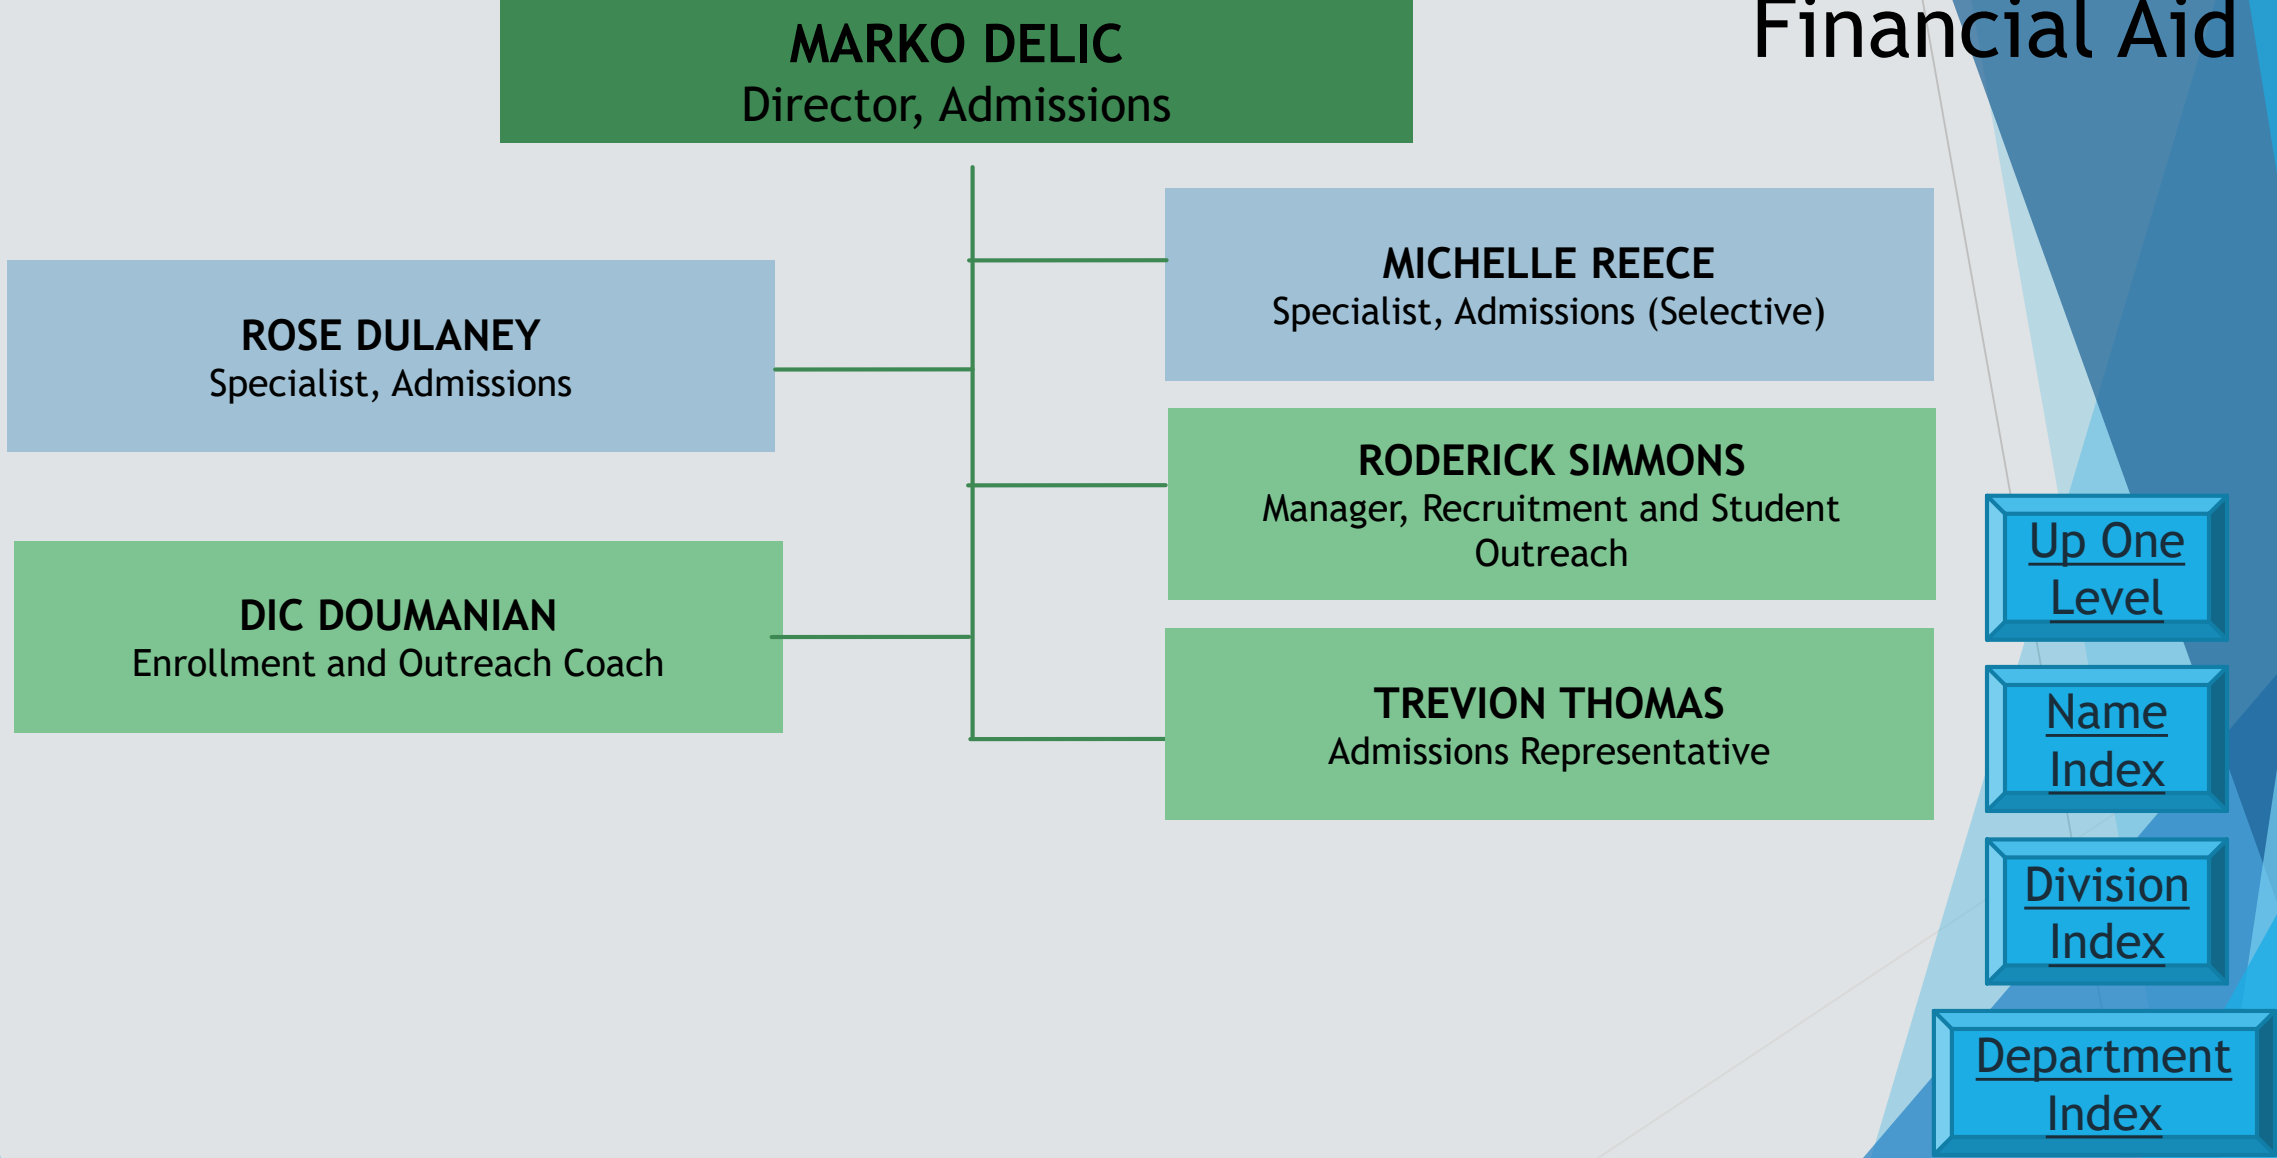 Financial Aid
MARKO DELIC
Director, Admissions
MICHELLE REECE
Specialist, Admissions (Selective)
ROSE DULANEY
Specialist, Admissions
RODERICK SIMMONS
Manager, Recruitment and Student
Outreach
DIC DOUMANIAN
Enrollment and Outreach Coach
TREVION THOMAS
Admissions Representative
Up One
Level
Name
Index
Division
Index
Department
Index